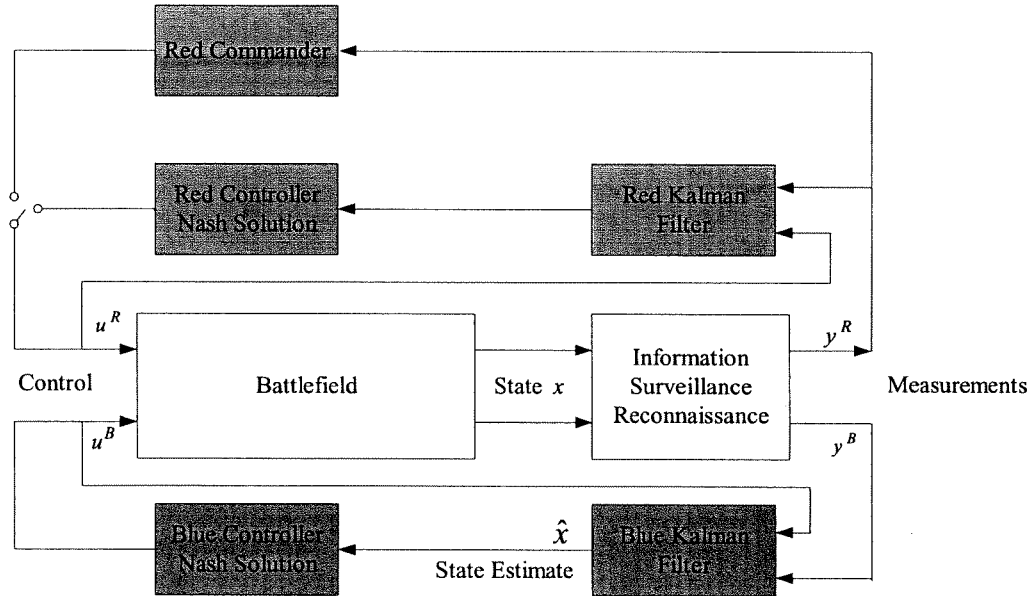 Red Commander
Red Controller
Nash Solution
Red Kalman
Filter
u^R
y^R
Control
Battlefield
State x
Information
Surveillance
Reconnaissance
Measurements
u^B
y^B
Blue Controller
Nash Solution
x̂
State Estimate
Blue Kalman
Filter